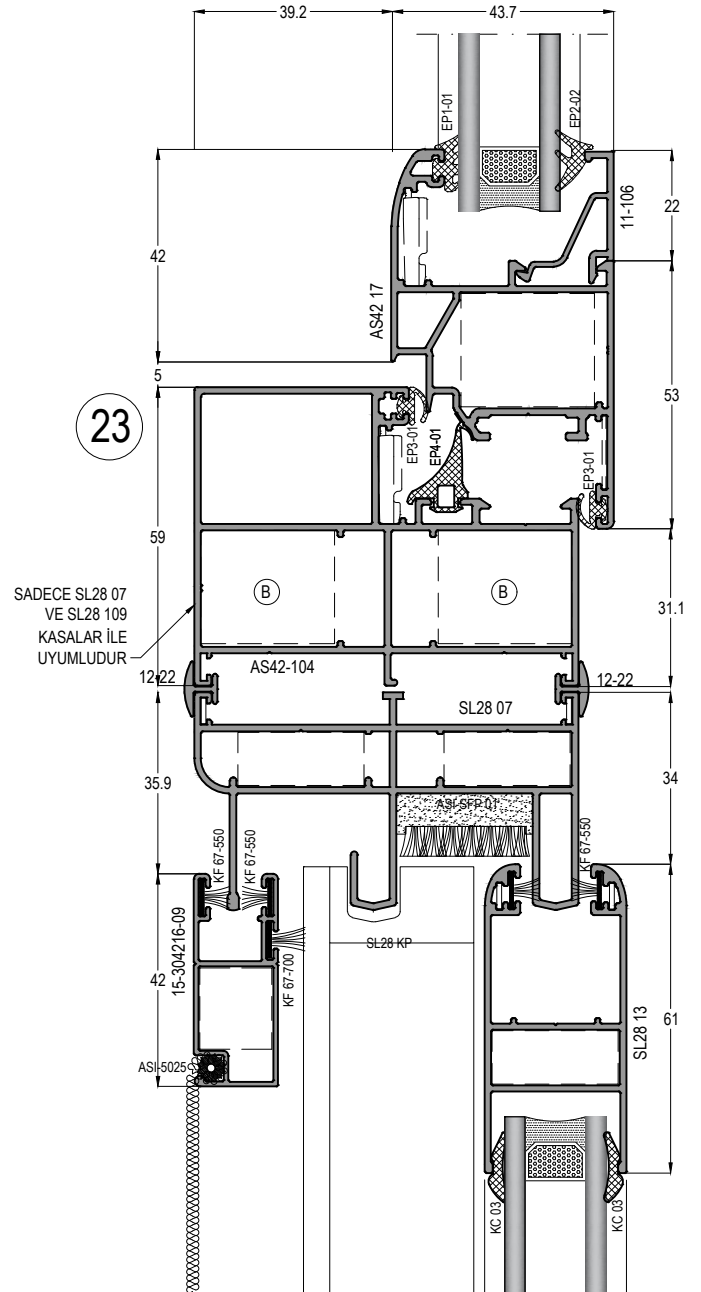 39.2
43.7
EP1-01
EP2-02
42
22
11-106
AS42 17
5
53
23
EP3-01
EP4-01
EP3-01
59
B
B
31.1
SADECE SL28 07
VE SL28 109
KASALAR İLE
UYUMLUDUR
12-22
AS42-104
12-22
SL28 07
35.9
34
ASI-SFP 01
KF 67-550
KF 67-550
KF 67-550
15-304216-09
SL28 KP
KF 67-700
42
61
SL28 13
ASI-5025
KC 03
KC 03